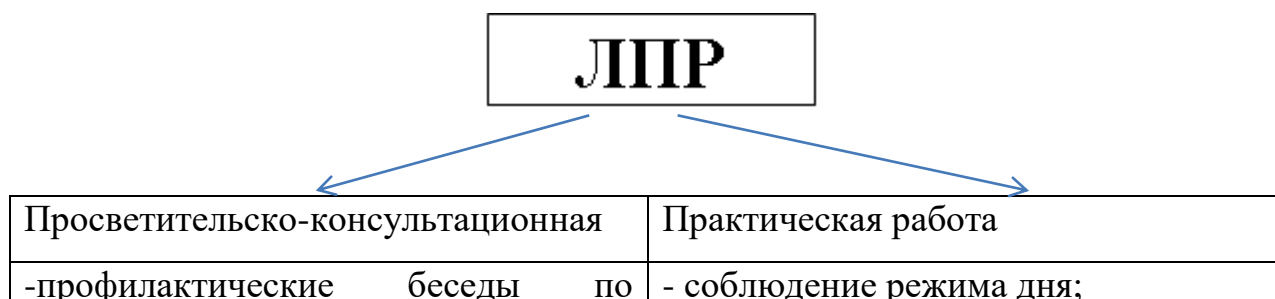 ЛПР
Просветительско-консультационная
Практическая работа
-профилактические беседы по
- соблюдение режима дня;